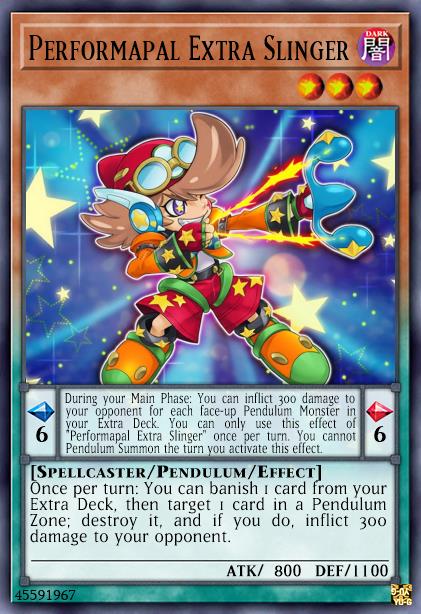 PERFORMAPAL EXTRA SLINGER
DARK
闇
During your Main Phase: You can inflict 300 damage to
your opponent for each face-up Pendulum Monster in
your Extra Deck. You can only use this effect of
"Performapal Extra Slinger" once per turn. You cannot
Pendulum Summon the turn you activate this effect.
6
6
[SPELLCASTER/PENDULUM/EFFECT]
Once per turn: You can banish 1 card from your
Extra Deck, then target 1 card in a Pendulum
Zone; destroy it, and if you do, inflict 300
damage to your opponent.
ATK/ 800 DEF/1100
45591967